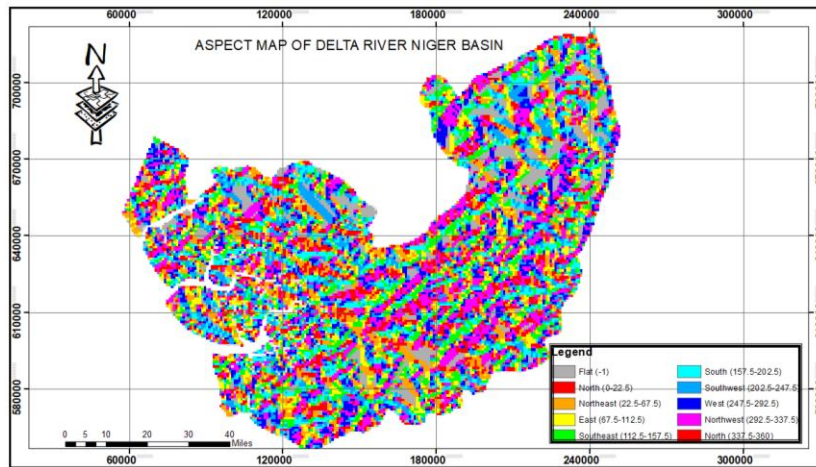 60000 120000 180000 240000 300000
ASPECT MAP OF DELTA RIVER NIGER BASIN
N
700000
670000
640000
610000
580000
Legend
Flat (-1)
North (0-22.5)
Northeast (22.5-67.5)
East (67.5-112.5)
Southeast (112.5-157.5)
South (157.5-202.5)
Southwest (202.5-247.5)
West (247.5-292.5)
Northwest (292.5-337.5)
North (337.5-360)
0 5 10 20 30 40
Miles
60000 120000 180000 240000 300000